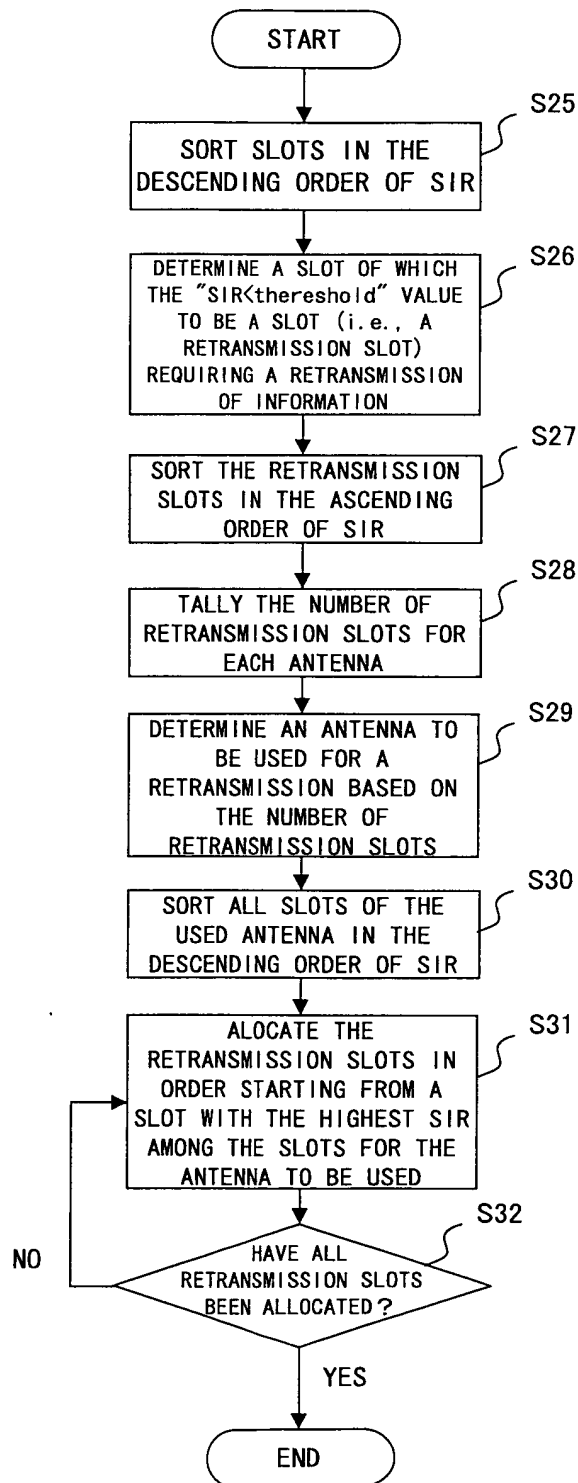 START
S25
SORT SLOTS IN THE
DESCENDING ORDER OF SIR
S26
DETERMINE A SLOT OF WHICH
THE "SIR<thereshold" VALUE
TO BE A SLOT (i.e., A
RETRANSMISSION SLOT)
REQUIRING A RETRANSMISSION
OF INFORMATION
S27
SORT THE RETRANSMISSION
SLOTS IN THE ASCENDING
ORDER OF SIR
S28
TALLY THE NUMBER OF
RETRANSMISSION SLOTS FOR
EACH ANTENNA
S29
DETERMINE AN ANTENNA TO
BE USED FOR A
RETRANSMISSION BASED ON
THE NUMBER OF
RETRANSMISSION SLOTS
S30
SORT ALL SLOTS OF THE
USED ANTENNA IN THE
DESCENDING ORDER OF SIR
S31
ALOCATE THE
RETRANSMISSION SLOTS IN
ORDER STARTING FROM A
SLOT WITH THE HIGHEST SIR
AMONG THE SLOTS FOR THE
ANTENNA TO BE USED
S32
NO
HAVE ALL
RETRANSMISSION SLOTS
BEEN ALLOCATED?
YES
END